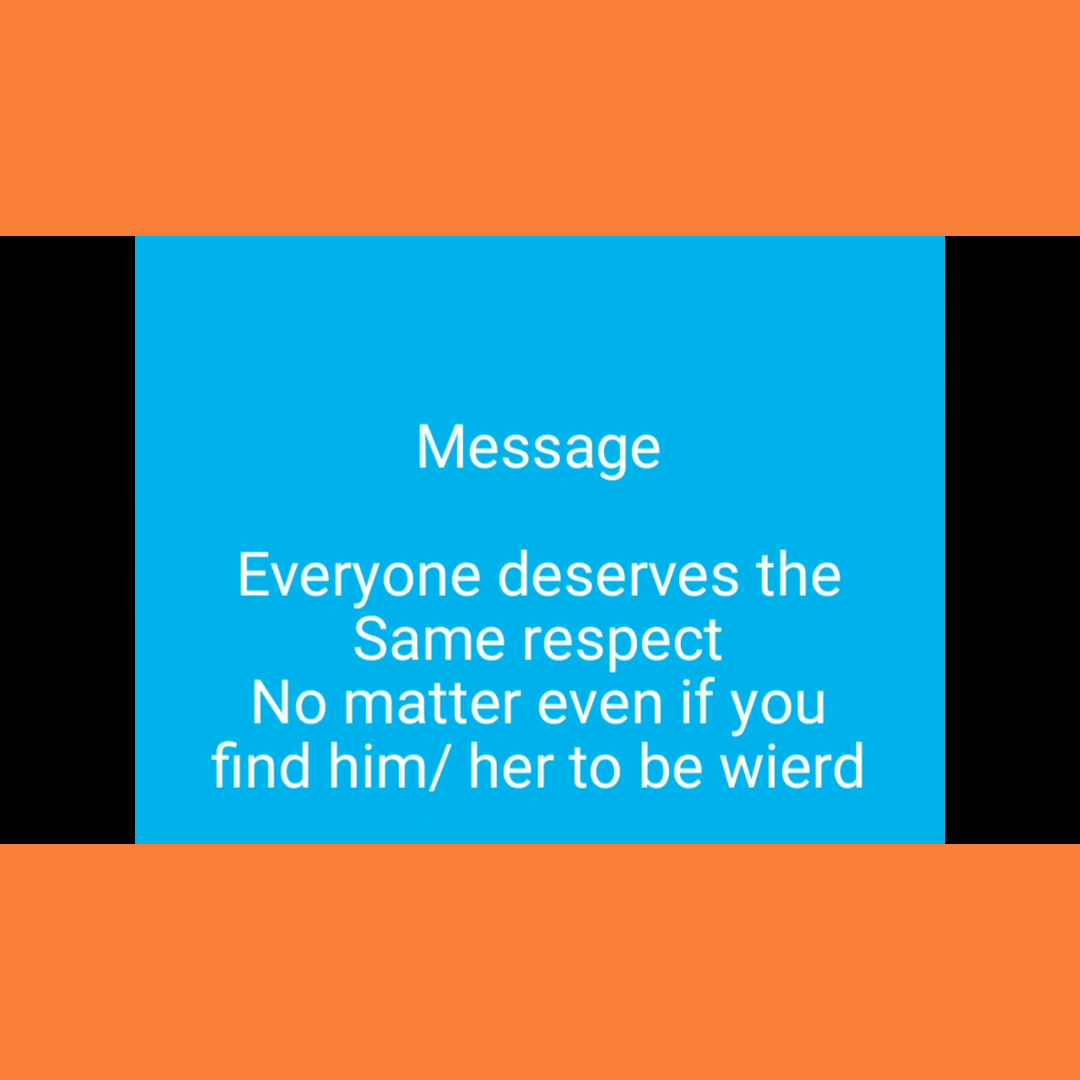 Message
Everyone deserves the
Same respect
No matter even if you
find him/ her to be wierd